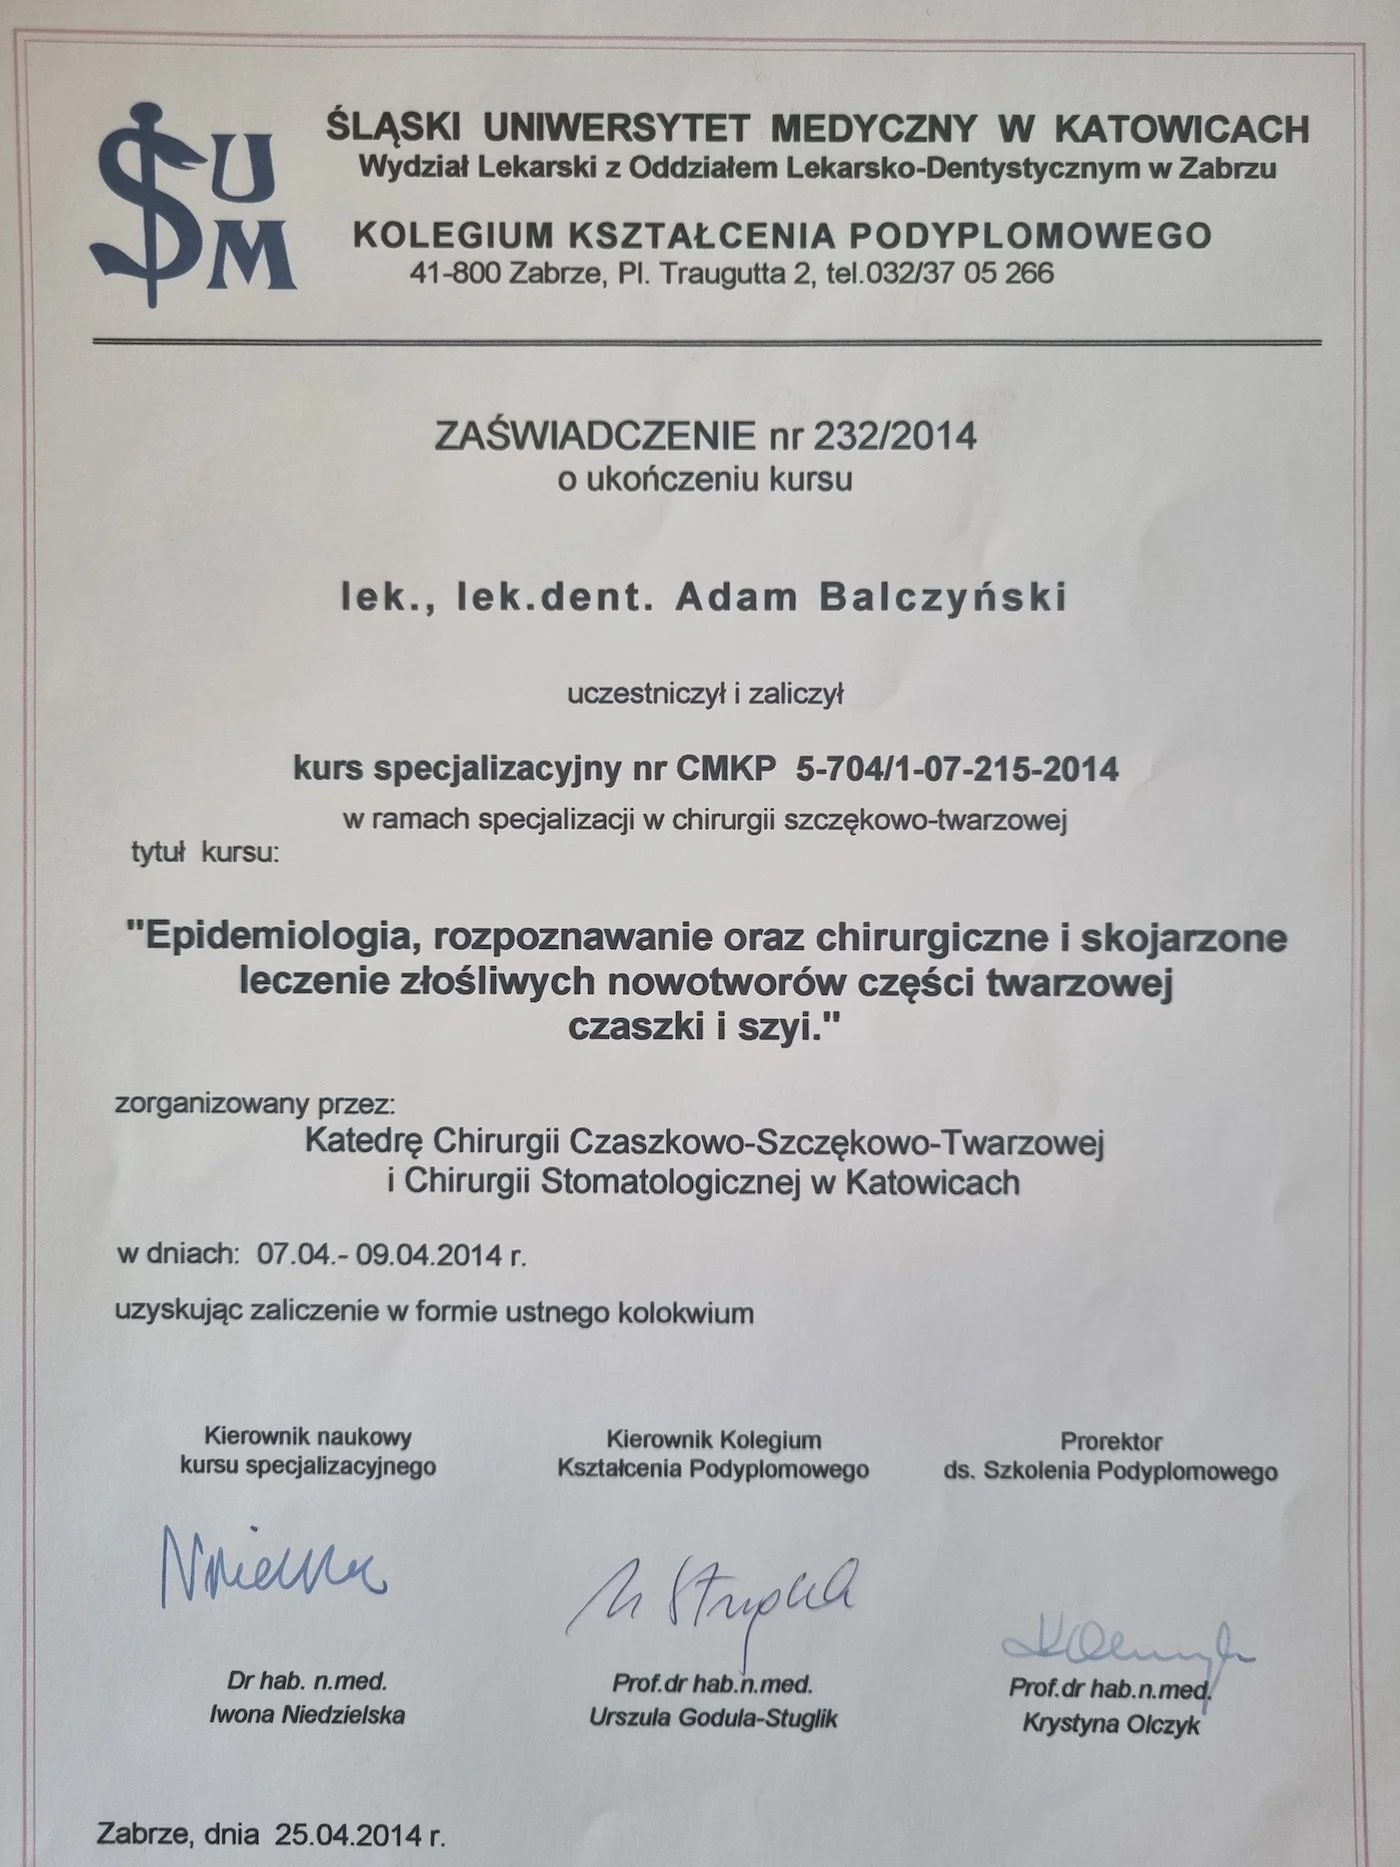 SUM
ŚLĄSKI UNIWERSYTET MEDYCZNY W KATOWICACH
Wydział Lekarski z Oddziałem Lekarsko-Dentystycznym w Zabrzu
KOLEGIUM KSZTAŁCENIA PODYPLOMOWEGO
41-800 Zabrze, Pl. Traugutta 2, tel.032/37 05 266
ZAŚWIADCZENIE nr 232/2014
o ukończeniu kursu
lek., lek.dent. Adam Balczyński
uczestniczył i zaliczył
kurs specjalizacyjny nr CMKP 5-704/1-07-215-2014
w ramach specjalizacji w chirurgii szczękowo-twarzowej
tytuł kursu:
"Epidemiologia, rozpoznawanie oraz chirurgiczne i skojarzone
leczenie złośliwych nowotworów części twarzowej
czaszki i szyi."
zorganizowany przez:
Katedrę Chirurgii Czaszkowo-Szczękowo-Twarzowej
i Chirurgii Stomatologicznej w Katowicach
w dniach: 07.04.- 09.04.2014 r.
uzyskując zaliczenie w formie ustnego kolokwium
Kierownik naukowy
kursu specjalizacyjnego
Kierownik Kolegium
Kształcenia Podyplomowego
Prorektor
ds. Szkolenia Podyplomowego
Dr hab. n.med.
Iwona Niedzielska
Prof.dr hab.n.med.
Urszula Godula-Stuglik
Prof.dr hab.n.med.
Krystyna Olczyk
Zabrze, dnia 25.04.2014 r.